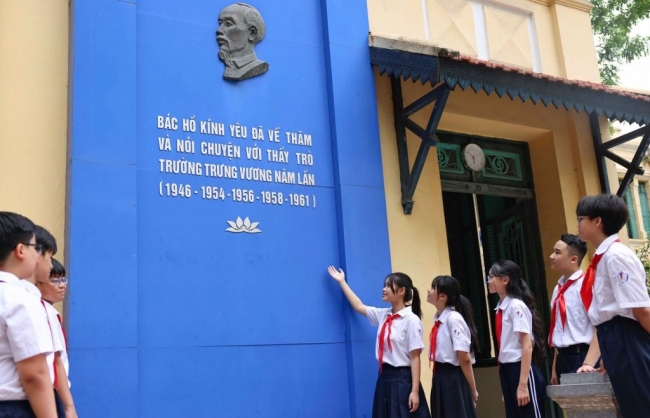 BÁC HỒ KÍNH YÊU ĐÃ VỀ THĂM
VÀ NÓI CHUYỆN VỚI THẦY TRÒ
TRƯỜNG TRƯNG VƯƠNG NĂM LẦN
(1946 - 1954 -1956 -1958 -1961)